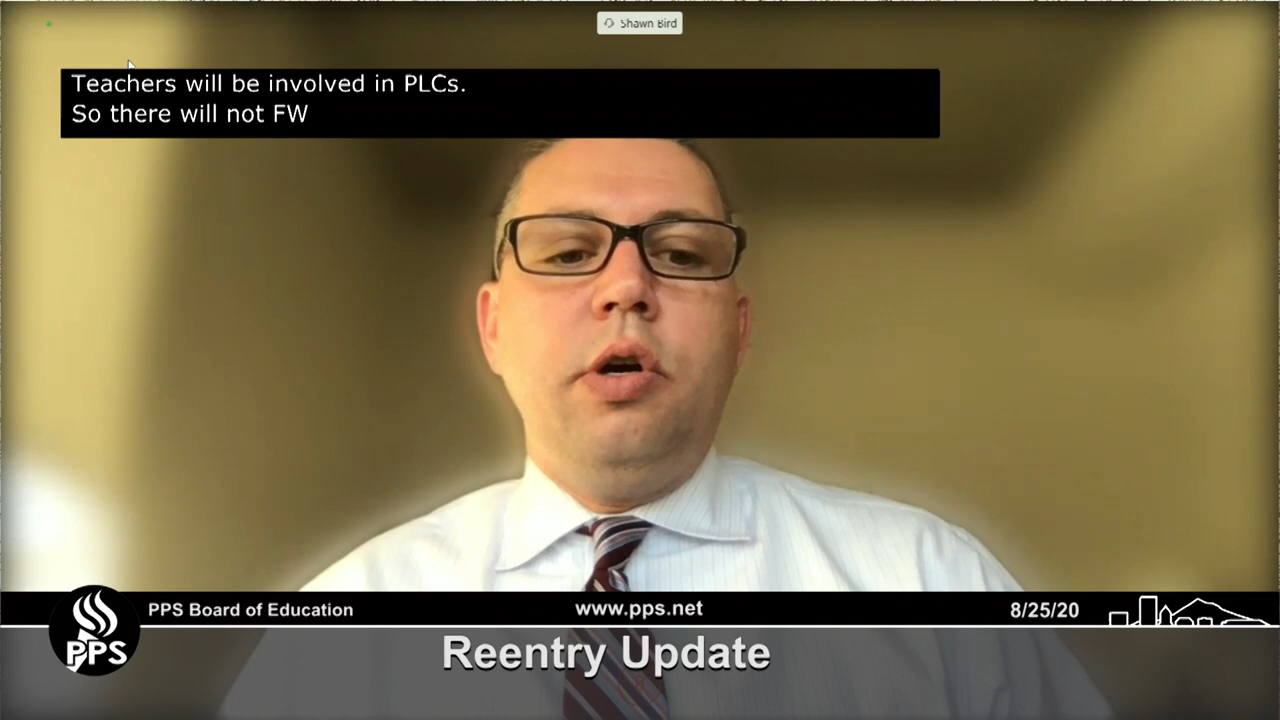 Shawn Bird
Teachers will be involved in PLCs.
So there will not FW
PPS Board of Education
www.pps.net
8/25/20
PPS
Reentry Update